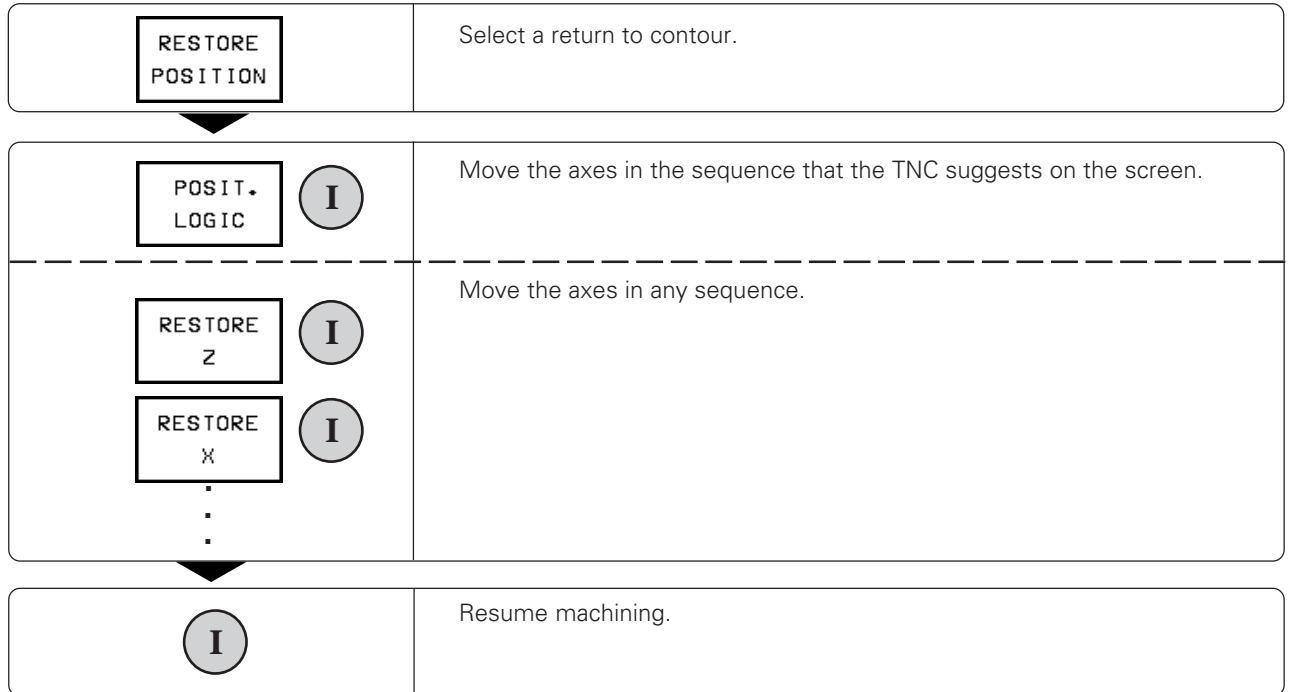 RESTORE
POSITION
Select a return to contour.
POSIT.
LOGIC
I
Move the axes in the sequence that the TNC suggests on the screen.
RESTORE
Z
I
RESTORE
X
I
Move the axes in any sequence.
I
Resume machining.